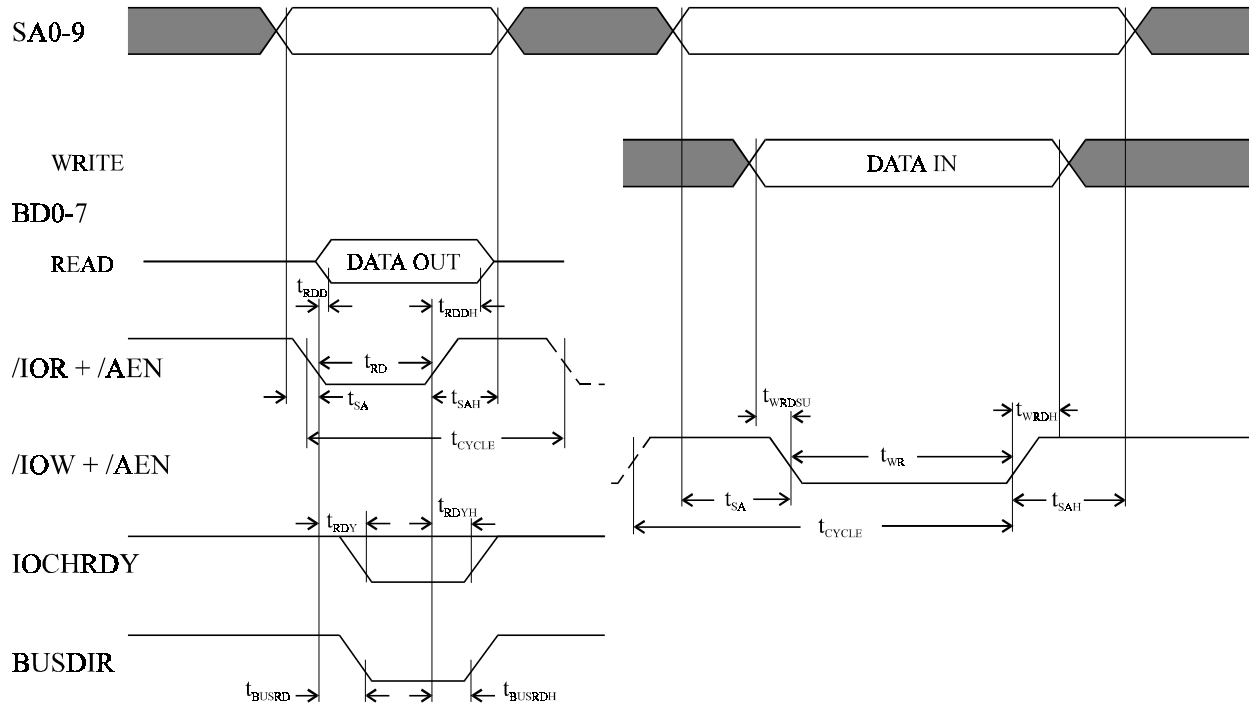 SA0-9
WRITE
DATA IN
BD0-7
READ
DATA OUT
tRDD
tRDDH
/IOR + /AEN
tRD
tSA
tSAH
tWRDSU
tWRDH
tCYCLE
/IOW + /AEN
tWR
tSA
tSAH
tRDY
tRDYH
tCYCLE
IOCHRDY
BUSDIR
tBUSRD
tBUSRDH